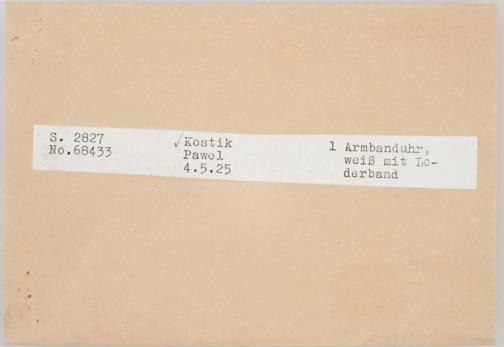 S. 2827
No.68433
✓Kostik
Pawel
4.5.25
1 Armbanduhr,
weiß mit Le-
derband